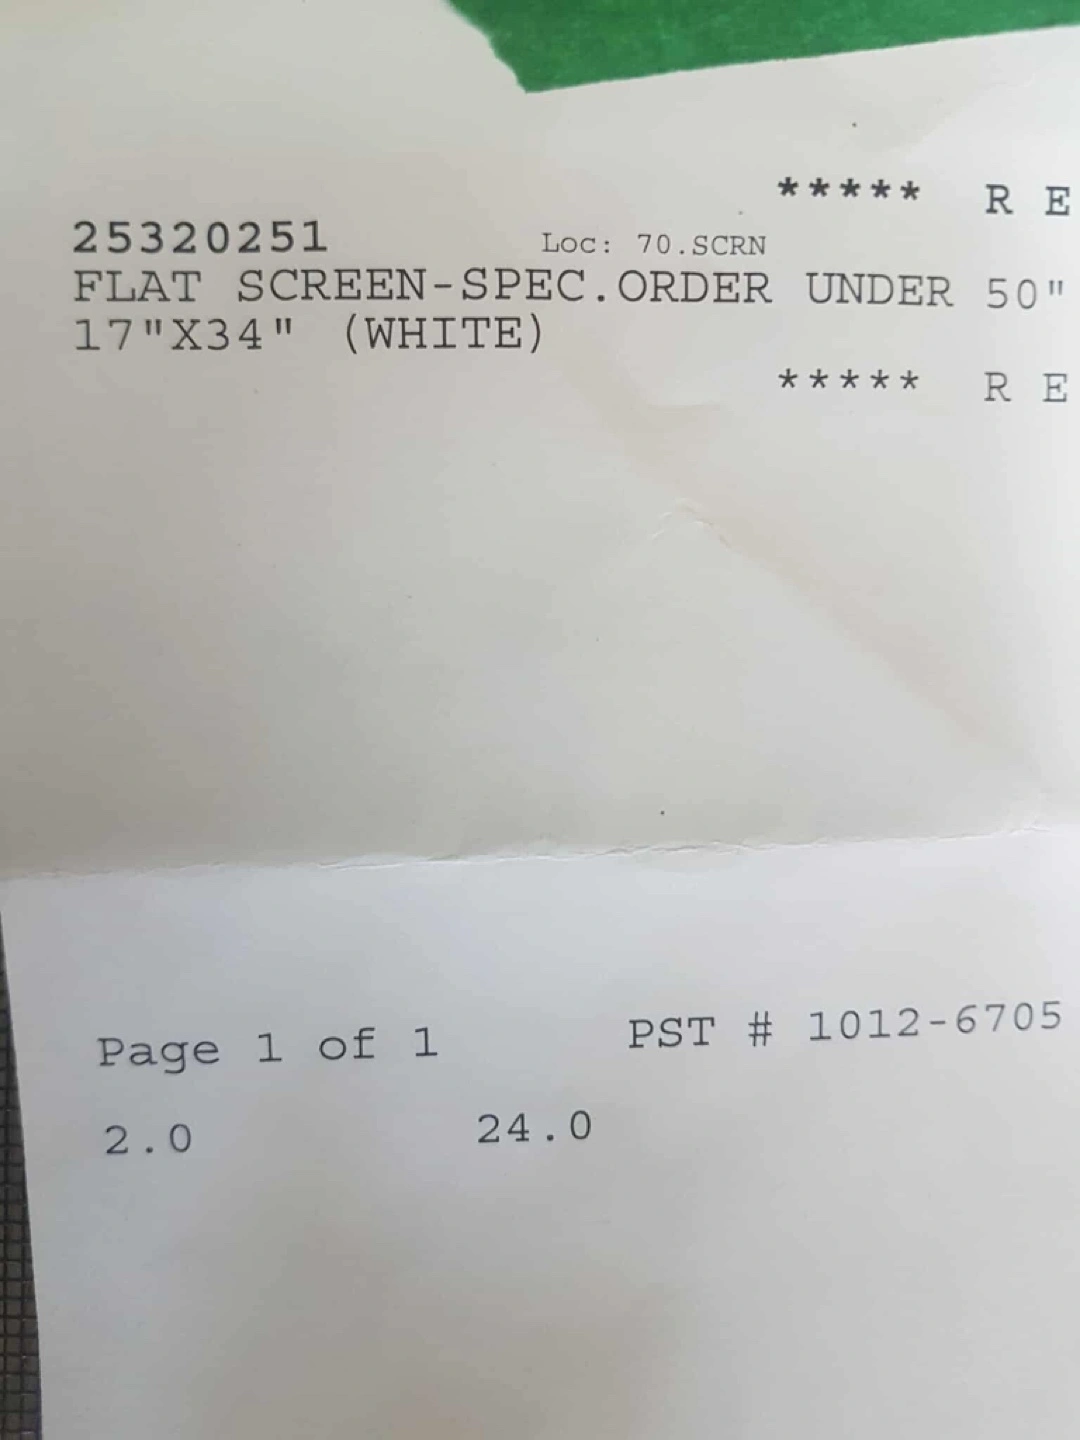 ***** R E
25320251 Loc: 70.SCRN
FLAT SCREEN-SPEC.ORDER UNDER 50"
17"X34" (WHITE)
***** R E
Page 1 of 1 PST # 1012-6705
2.0 24.0